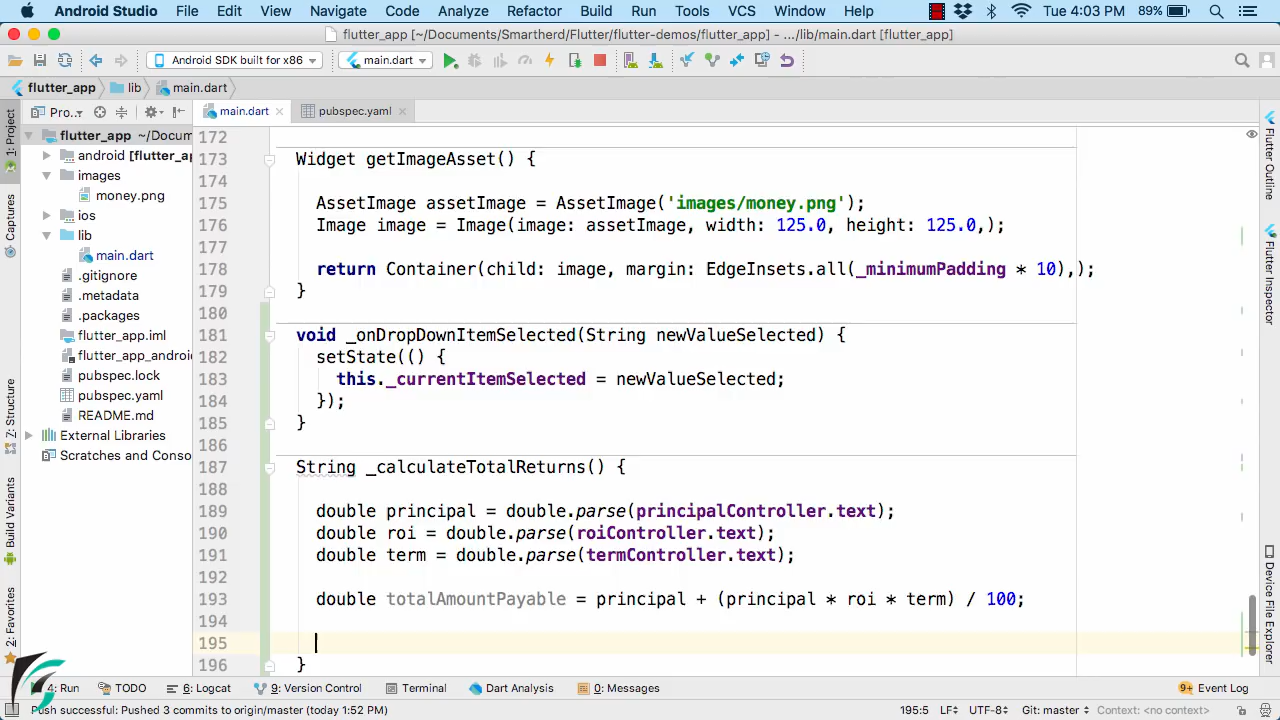 Android Studio File Edit View Navigate Code Analyze Refactor Build Run Tools VCS Window Help Tue 4:03 PM 89%
flutter_app [~/Documents/Smartherd/Flutter/flutter-demos/flutter_app] - .../lib/main.dart [flutter_app]
Android SDK built for x86 main.dart
flutter_app lib main.dart
Pro.. main.dart pubspec.yaml
1: Project
Captures
Z: Structure
Build Variants
2: Favorites
flutter_app ~/Docum
android [flutter_ap
images
money.png
ios
lib
main.dart
.gitignore
.metadata
.packages
flutter_app.iml
flutter_app_androi
pubspec.lock
pubspec.yaml
README.md
External Libraries
Scratches and Conso
172
173 Widget getImageAsset() {
174
175 AssetImage assetImage = AssetImage('images/money.png');
176 Image image = Image(image: assetImage, width: 125.0, height: 125.0,);
177
178 return Container(child: image, margin: EdgeInsets.all(_minimumPadding * 10),);
179 }
180
181 void _onDropDownItemSelected(String newValueSelected) {
182 setState(() {
183 this._currentItemSelected = newValueSelected;
184 });
185 }
186
187 String _calculateTotalReturns() {
188
189 double principal = double.parse(principalController.text);
190 double roi = double.parse(roiController.text);
191 double term = double.parse(termController.text);
192
193 double totalAmountPayable = principal + (principal * roi * term) / 100;
194
195
196 }
Flutter Outline
Flutter Inspector
Device File Explorer
4: Run TODO 6: Logcat 9: Version Control Terminal Dart Analysis 0: Messages 9+ Event Log
Push successful: Pushed 3 commits to origin/master (today 1:52 PM) 195:5 LF UTF-8 Git: master Context: <no context>